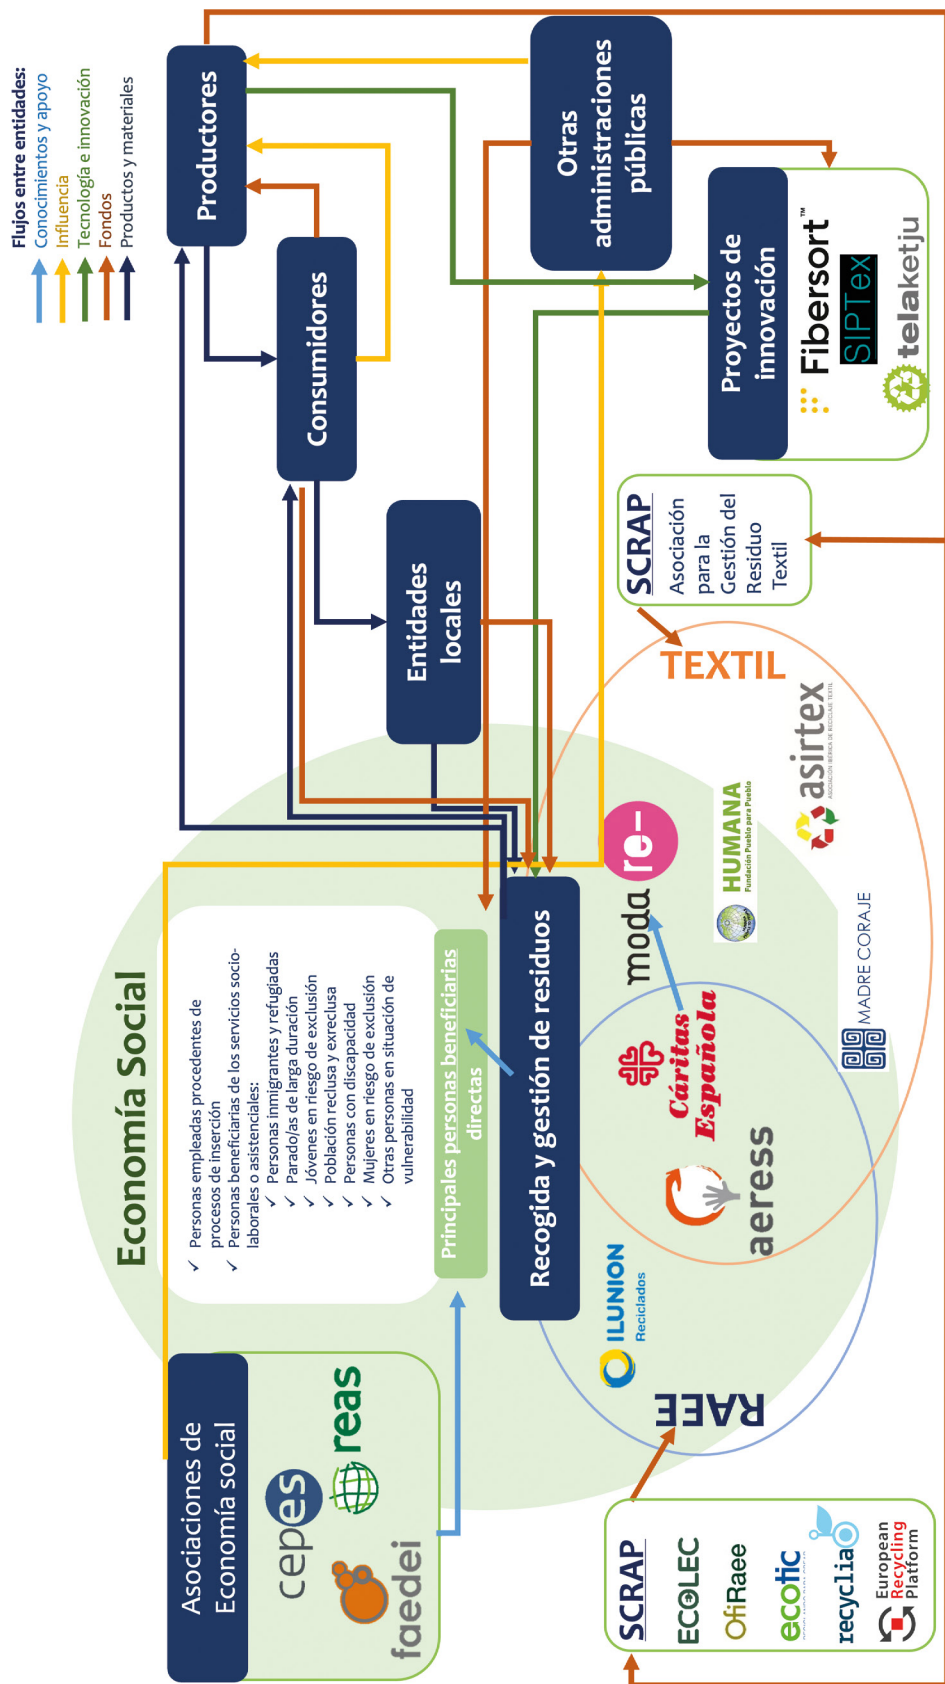 Flujos entre entidades:
Conocimientos y apoyo
Influencia
Tecnología e innovación
Fondos
Productos y materiales
Economía Social
Asociaciones de
Economía social
cepes
reas
faedei
✓ Personas empleadas procedentes de
procesos de inserción
✓ Personas beneficiarias de los servicios socio-
laborales o asistenciales:
✓ Personas inmigrantes y refugiadas
✓ Parado/as de larga duración
✓ Jóvenes en riesgo de exclusión
✓ Población reclusa y exreclusa
✓ Personas con discapacidad
✓ Mujeres en riesgo de exclusión
✓ Otras personas en situación de
vulnerabilidad
Principales personas beneficiarias
directas
Recogida y gestión de residuos
Productores
Consumidores
Entidades
locales
Otras
administraciones
públicas
Proyectos de
innovación
Fibersort™
SIPTex
telaketju
SCRAP
Asociación
para la
Gestión del
Residuo
Textil
TEXTIL
moda re-
HUMANA
Fundación Pueblo para Pueblo
asirtex
ASOCIACIÓN IBÉRICA DE RECICLAJE TEXTIL
MADRE CORAJE
Cáritas
Española
aeress
ILUNION
Reciclados
RAEE
SCRAP
ECOLEC
OfiRaee
ecotic
recyclia
European
Recycling
Platform